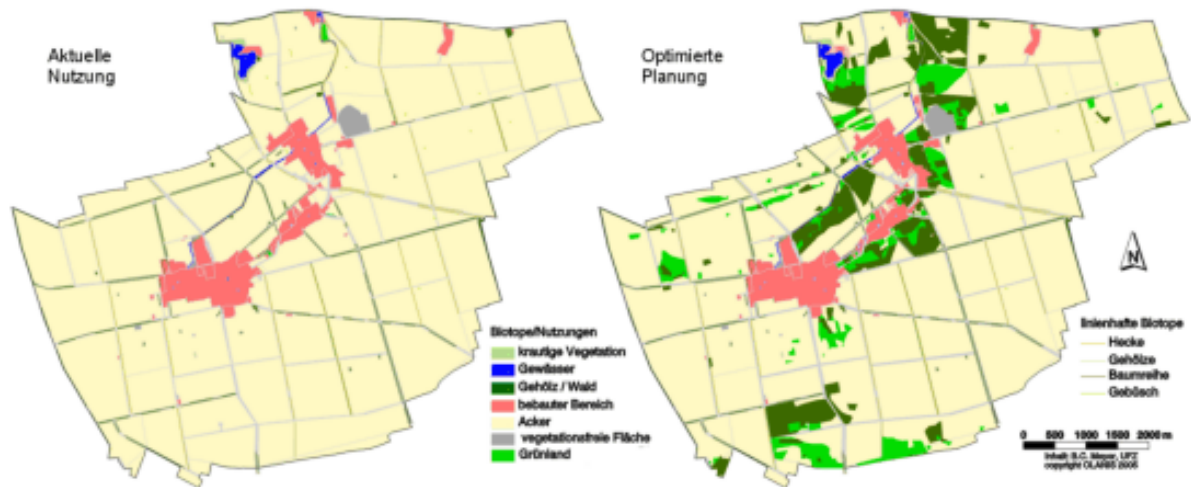 Aktuelle
Nutzung
Optimierte
Planung
N
Biotope/Nutzungen
krautige Vegetation
Gewässer
Gehölz / Wald
bebauter Bereich
Acker
vegetationsfreie Fläche
Grünland
linienhafte Biotope
Hecke
Gehölze
Baumreihe
Gebüsch
0 500 1000 1500 2000 m
Inhalt: B.C. Meyer, UFZ
copyright OLARIS 2005